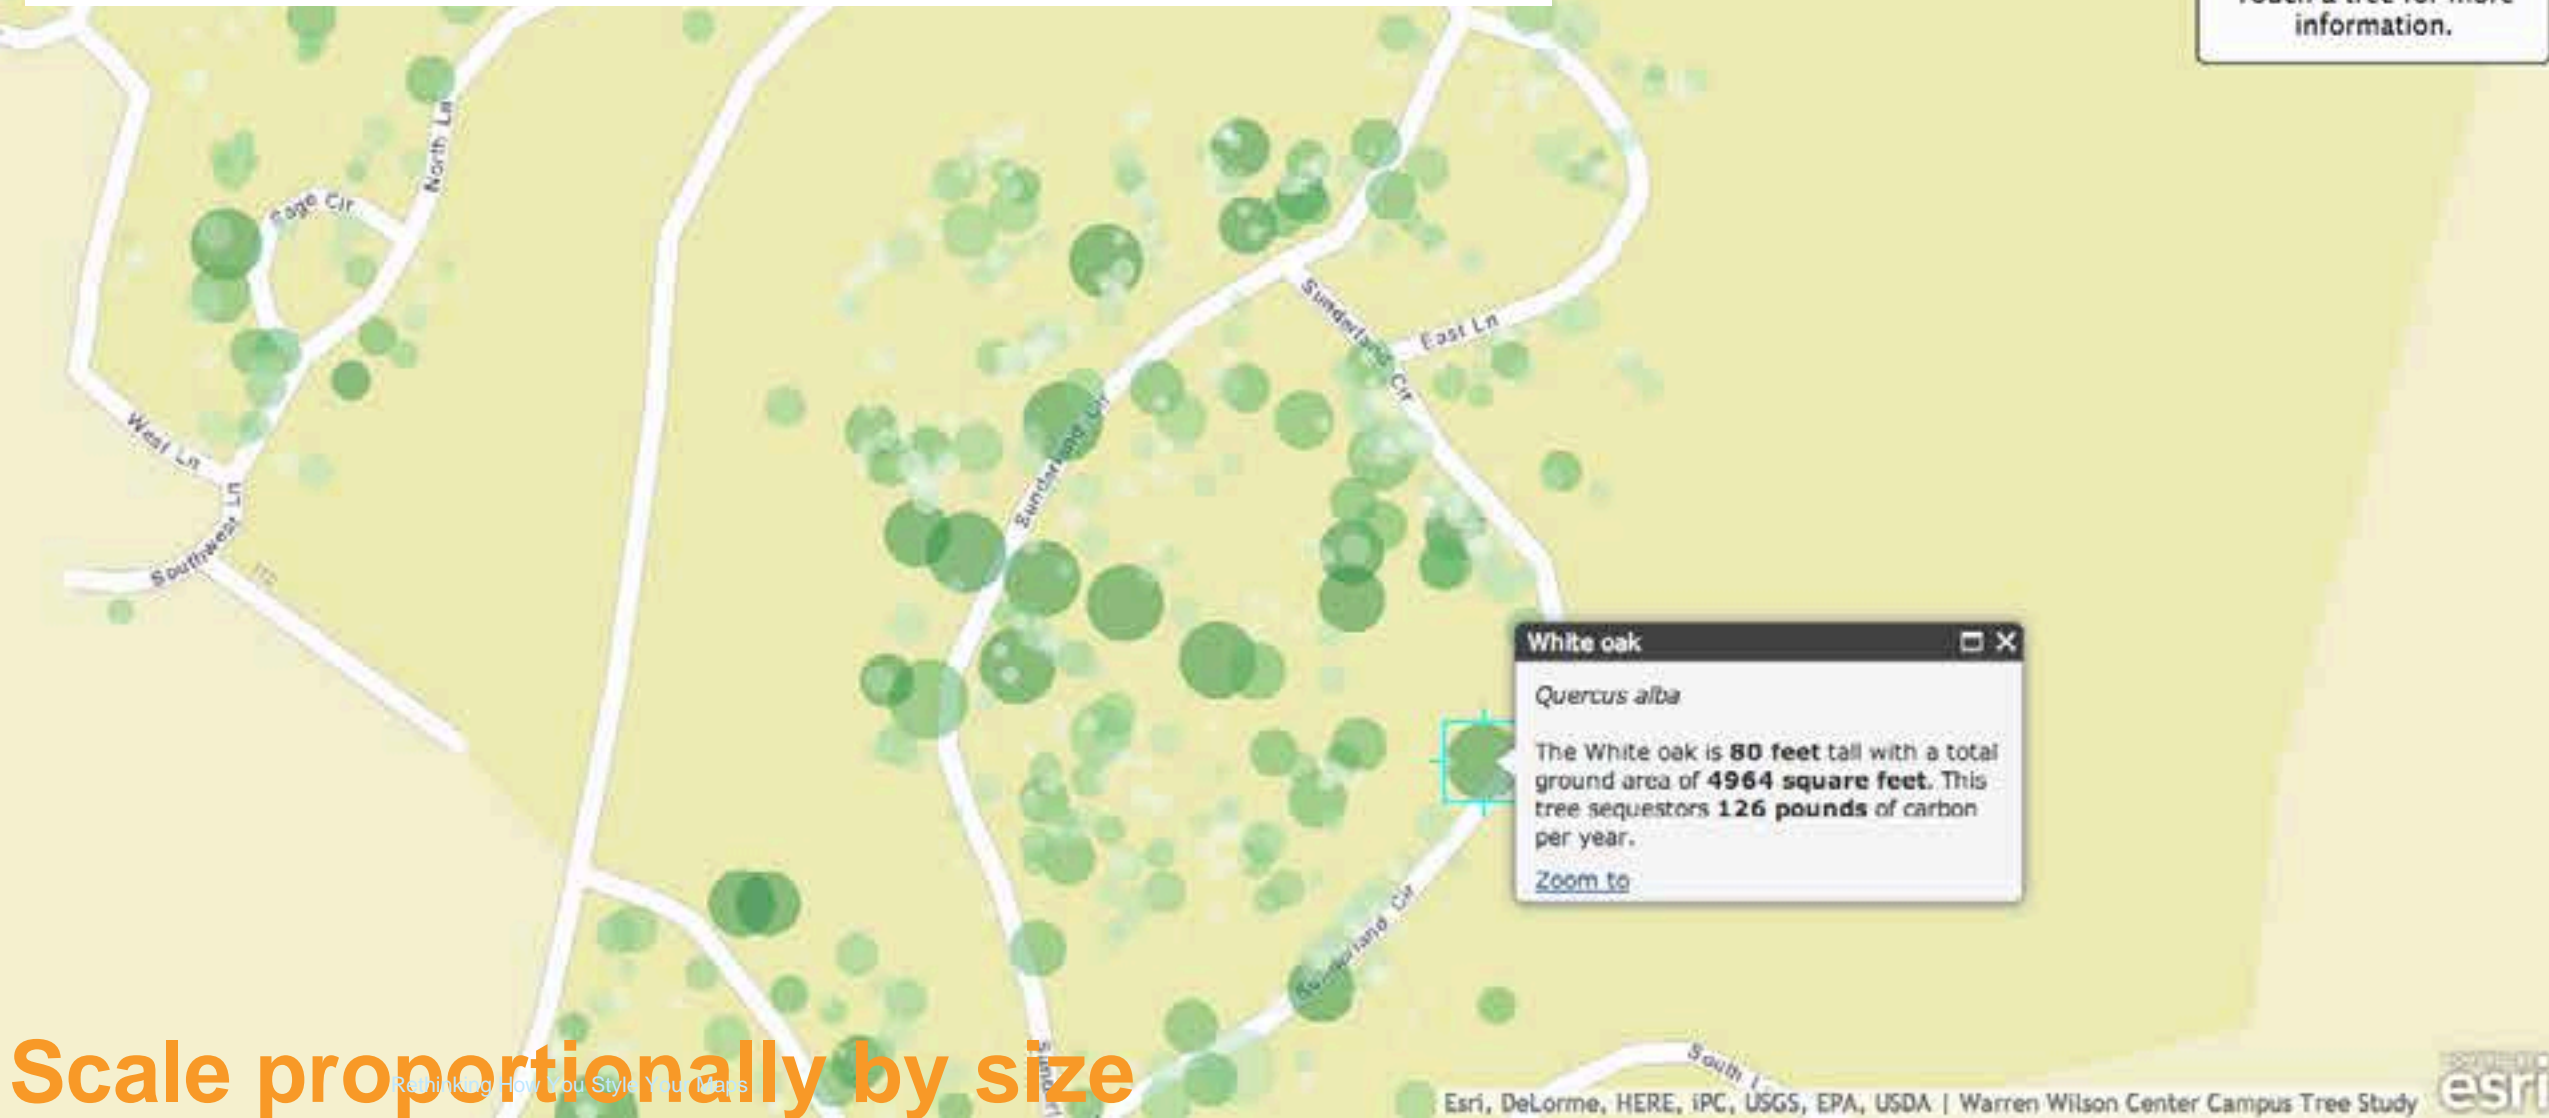 information.
North Ln
Sage Cir
Sunderland Cir
East Ln
West Ln
Sunderland Cir
Southwest Ln
White oak
Quercus alba
The White oak is 80 feet tall with a total
ground area of 4964 square feet. This
tree sequestors 126 pounds of carbon
per year.
Zoom to
Sunderland Cir
South L
Scale proportionally by size
Rethinking How You Style Your Maps
esri
Esri, DeLorme, HERE, iPC, USGS, EPA, USDA | Warren Wilson Center Campus Tree Study